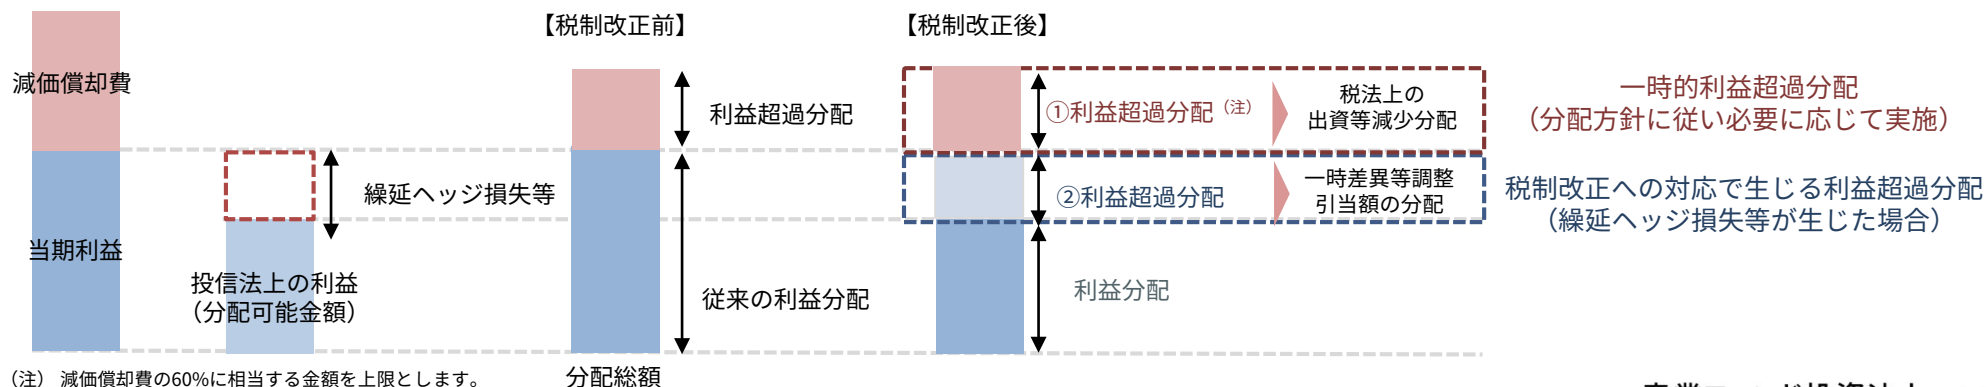 【税制改正前】
【税制改正後】
減価償却費
当期利益
投信法上の利益
(分配可能金額)
繰延ヘッジ損失等
利益超過分配
従来の利益分配
分配総額
①利益超過分配(注)
税法上の
出資等減少分配
②利益超過分配
一時差異等調整
引当額の分配
利益分配
一時的利益超過分配
(分配方針に従い必要に応じて実施)
税制改正への対応で生じる利益超過分配
(繰延ヘッジ損失等が生じた場合)
(注) 減価償却費の60%に相当する金額を上限とします。